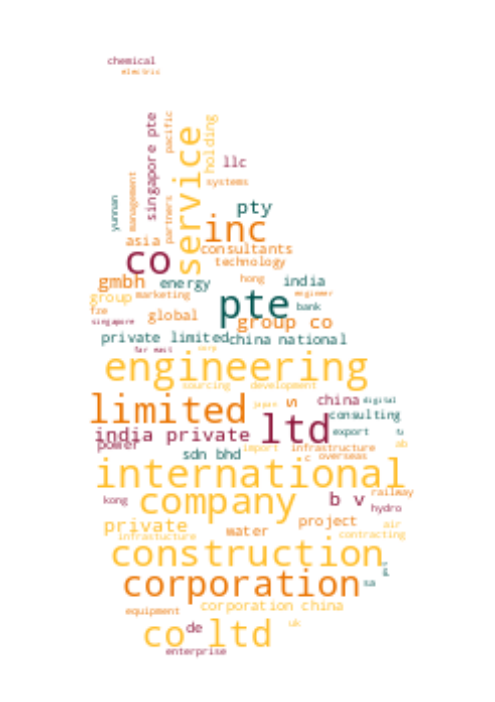 chemical
electric
singapore pte
pacific
service
holding
llc
systems
management
yunnan
partners
pty
inc
asia
co
consultants
technology
gmbh
energy
hong
india
group
marketing
pte
engineer
bank
fze
singapore
global
group co
private limited
china national
far east
corp
engineering
sourcing
development
limited
japan
s
china
digital
consulting
india private
ltd
export
power
import
infrastructure
ab
sdn bhd
c
overseas
international
kong
company
b v
railway
hydro
private
water
project
air
infrastucture
contracting
construction
corporation
sa
equipment
corporation china
co ltd
de
uk
enterprise